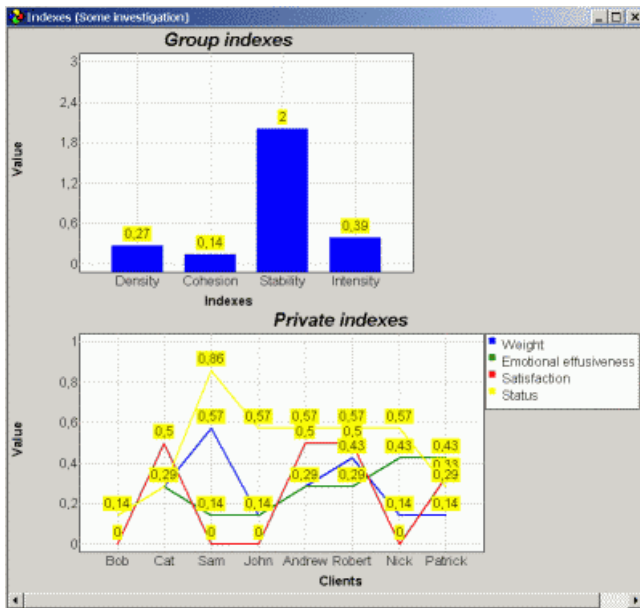 Indexes (Some investigation)
Group indexes
Value
3
2,4
1,8
1,2
0,6
0
0,27
0,14
2
0,39
Density Cohesion Stability Intensity
Indexes
Private indexes
Value
1
0,8
0,6
0,4
0,2
0
0,86
0,57 0,57 0,57 0,57 0,57
0,5 0,5 0,5
0,43 0,43 0,43
0,33
0,29 0,29 0,29 0,29
0,14 0,14 0,14 0,14 0,14
0 0 0 0
Bob Cat Sam John Andrew Robert Nick Patrick
Clients
Weight
Emotional effusiveness
Satisfaction
Status